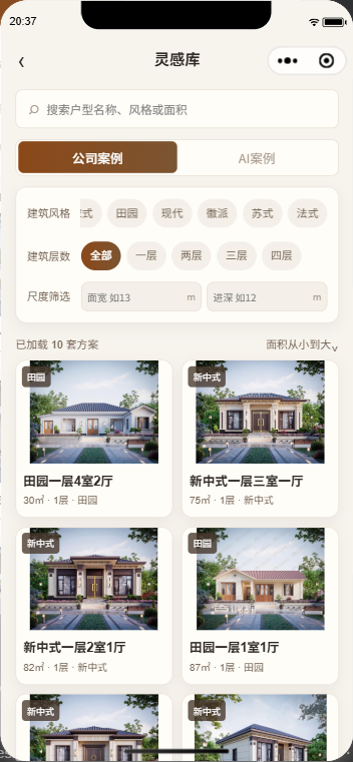 20:37
灵感库
搜索户型名称、风格或面积
公司案例
AI案例
建筑风格
式
田园
现代
徽派
苏式
法式
建筑层数
全部
一层
两层
三层
四层
尺度筛选
面宽 如13
m
进深 如12
m
已加载 10 套方案
面积从小到大
田园
新中式
田园一层4室2厅
30㎡ · 1层 · 田园
新中式一层三室一厅
75㎡ · 1层 · 新中式
新中式
田园
新中式一层2室1厅
82㎡ · 1层 · 新中式
田园一层1室1厅
87㎡ · 1层 · 田园
新中式
新中式